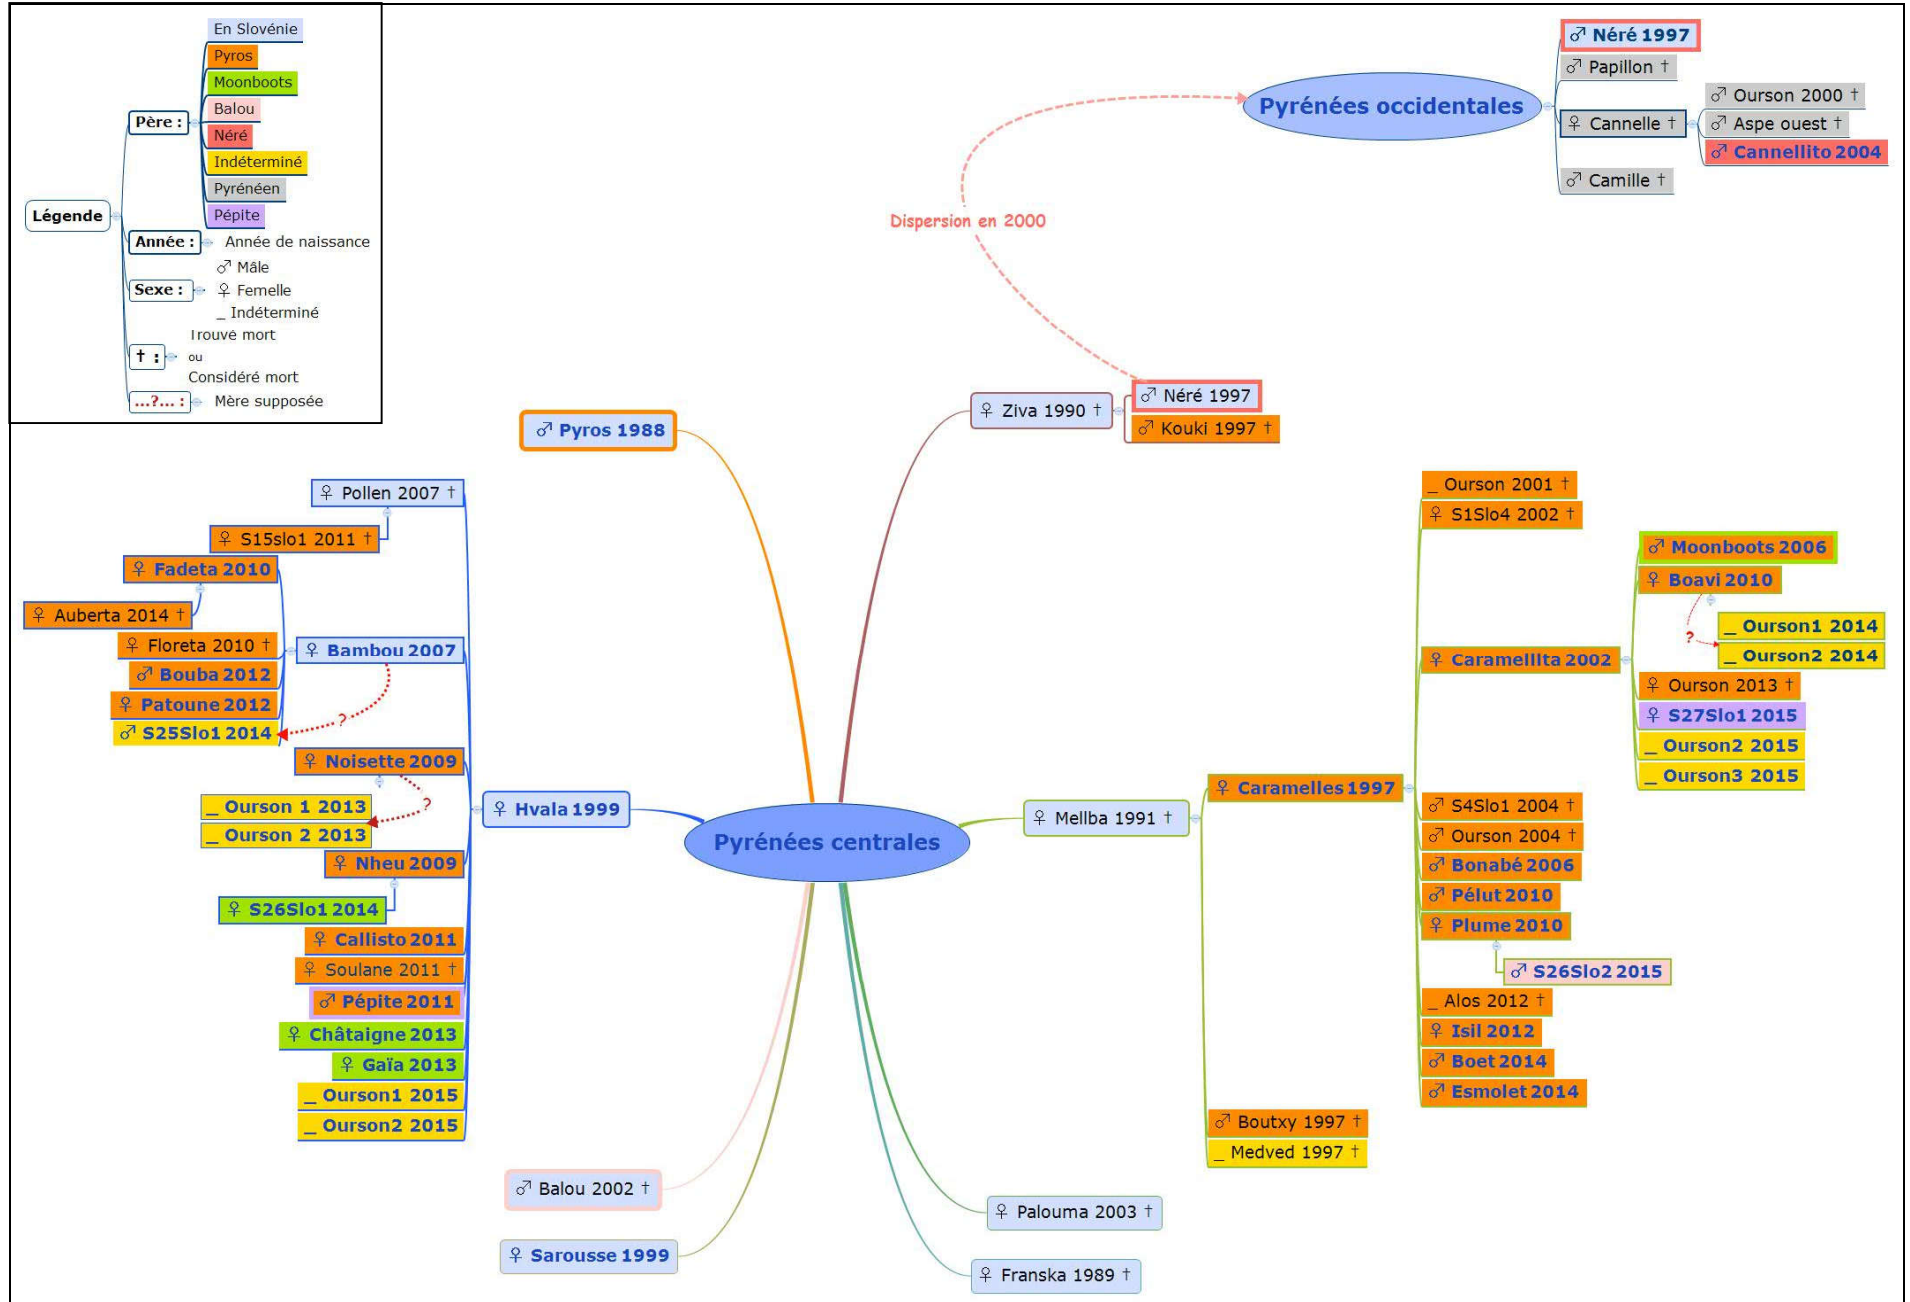 En Slovénie
Pyros
Moonboots
Balou
Père :
Néré
Indéterminé
Pyrénéen
Pépite
Légende
Année :
Année de naissance
♂ Mâle
Sexe :
♀ Femelle
_ Indéterminé
Trouvé mort
† :
ou
Considéré mort
...?... :
Mère supposée
♂ Néré 1997
♂ Papillon †
Pyrénées occidentales
♀ Cannelle †
♂ Ourson 2000 †
♂ Aspe ouest †
♂ Cannellito 2004
♂ Camille †
Dispersion en 2000
♀ Ziva 1990 †
♂ Néré 1997
♂ Kouki 1997 †
♂ Pyros 1988
♀ Pollen 2007 †
♀ S15slo1 2011 †
♀ Fadeta 2010
♀ Auberta 2014 †
♀ Floreta 2010 †
♀ Bambou 2007
♂ Bouba 2012
♀ Patoune 2012
♂ S25Slo1 2014
?
♀ Noisette 2009
_ Ourson 1 2013
?
_ Ourson 2 2013
♀ Hvala 1999
♀ Nheu 2009
♀ S26Slo1 2014
♀ Callisto 2011
♀ Soulane 2011 †
♂ Pépite 2011
♀ Châtaigne 2013
♀ Gaïa 2013
_ Ourson1 2015
_ Ourson2 2015
Pyrénées centrales
♂ Balou 2002 †
♀ Sarousse 1999
♀ Palouma 2003 †
♀ Franska 1989 †
♀ Mellba 1991 †
♀ Caramelles 1997
♂ Boutxy 1997 †
_ Medved 1997 †
_ Ourson 2001 †
♀ S1Slo4 2002 †
♀ Caramellita 2002
♂ Moonboots 2006
♀ Boavi 2010
?
_ Ourson1 2014
_ Ourson2 2014
♀ Ourson 2013 †
♀ S27Slo1 2015
_ Ourson2 2015
_ Ourson3 2015
♂ S4Slo1 2004 †
♂ Ourson 2004 †
♂ Bonabé 2006
♂ Pélut 2010
♀ Plume 2010
♂ S26Slo2 2015
_ Alos 2012 †
♀ Isil 2012
♂ Boet 2014
♂ Esmolet 2014